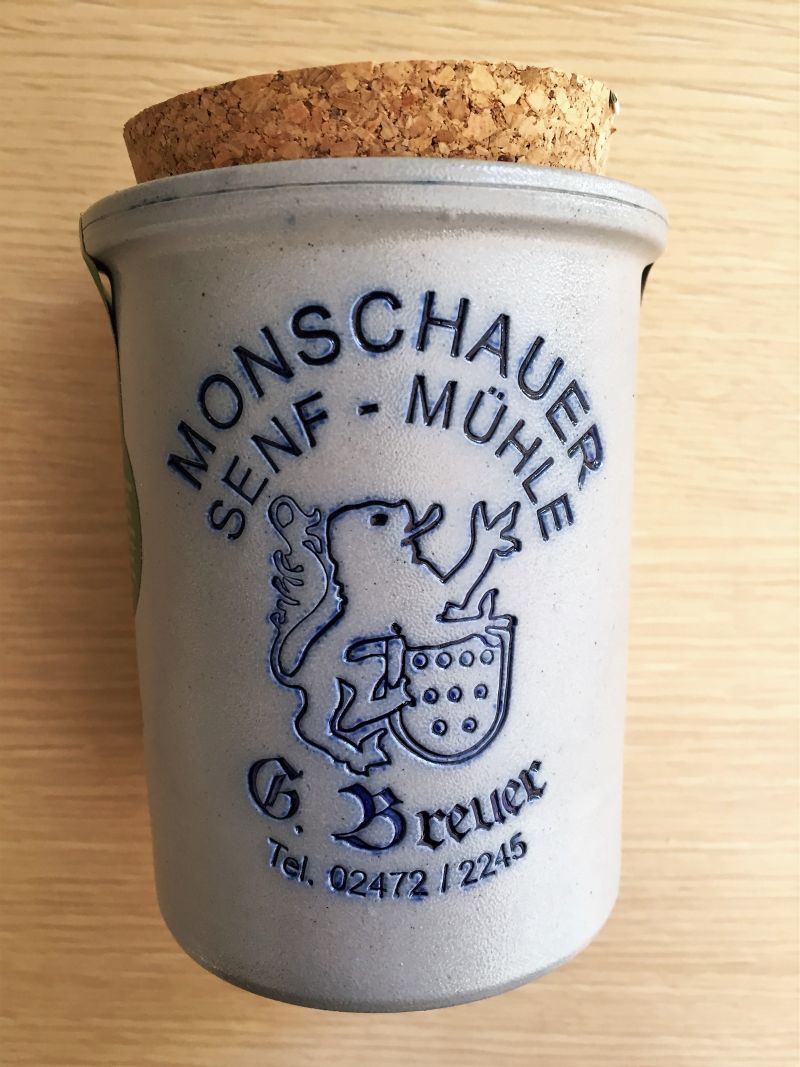 MONSCHAUER
SENF - MÜHLE
G. Breuer
Tel. 02472 / 2245